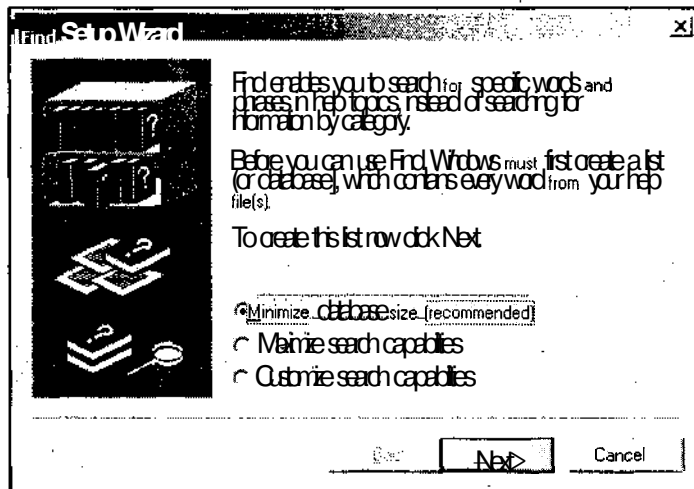 Find Setup Wizard
Find enables you to search for specific words and
phrases in help topics, instead of searching for
information by category.
Before you can use Find, Windows must first create a list
(or database), which contains every word from your help
file(s).
To create this list now click Next.
Minimize database size (recommended)
Maximize search capabilities
Customize search capabilities
Back
Next
Cancel